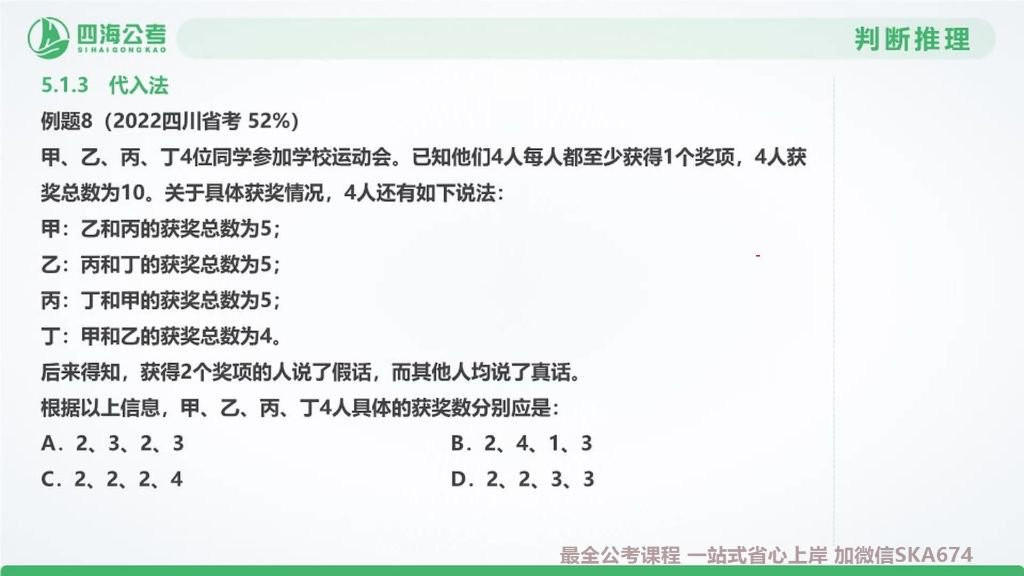 四海公考
SIHAIGONGKAO
判断推理
5.1.3 代入法
例题8（2022四川省考 52%）
甲、乙、丙、丁4位同学参加学校运动会。已知他们4人每人都至少获得1个奖项，4人获
奖总数为10。关于具体获奖情况，4人还有如下说法：
甲：乙和丙的获奖总数为5；
乙：丙和丁的获奖总数为5；
丙：丁和甲的获奖总数为5；
丁：甲和乙的获奖总数为4。
后来得知，获得2个奖项的人说了假话，而其他人均说了真话。
根据以上信息，甲、乙、丙、丁4人具体的获奖数分别应是：
A．2、3、2、3 B．2、4、1、3
C．2、2、2、4 D．2、2、3、3
最全公考课程 一站式省心上岸 加微信SKA674